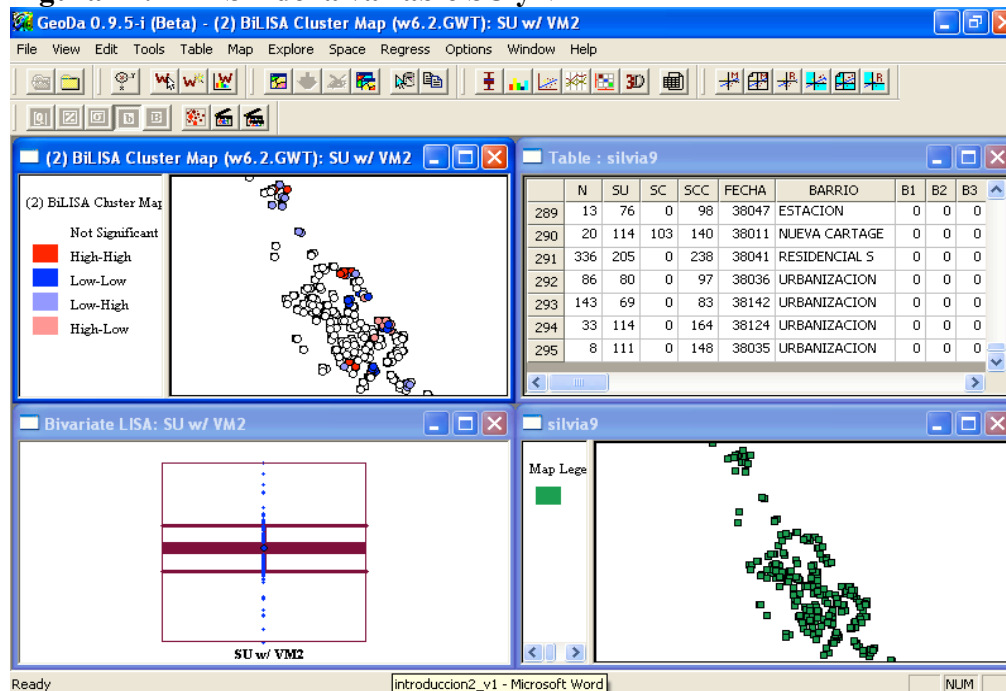 GeoDa 0.9.5-i (Beta) - (2) BiLISA Cluster Map (w6.2.GWT): SU w/ VM2
File View Edit Tools Table Map Explore Space Regress Options Window Help
(2) BiLISA Cluster Map (w6.2.GWT): SU w/ VM2
(2) BiLISA Cluster Map
Not Significant
High-High
Low-Low
Low-High
High-Low
Table : silvia9
N SU SC SCC FECHA BARRIO B1 B2 B3
289 13 76 0 98 38047 ESTACION 0 0 0
290 20 114 103 140 38011 NUEVA CARTAGE 0 0 0
291 336 205 0 238 38041 RESIDENCIAL S 0 0 0
292 86 80 0 97 38036 URBANIZACION 0 0 0
293 143 69 0 83 38142 URBANIZACION 0 0 0
294 33 114 0 164 38124 URBANIZACION 0 0 0
295 8 111 0 148 38035 URBANIZACION 0 0 0
Bivariate LISA: SU w/ VM2
SU w/ VM2
silvia9
Map Lege
Ready
introduccion2_v1 - Microsoft Word
NUM